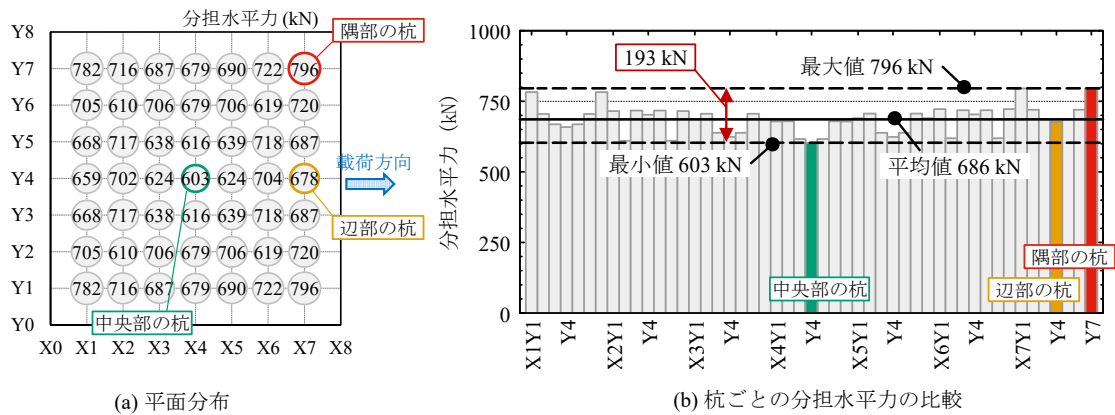 分担水平力 (kN)
Y8
隅部の杭
Y7 782 716 687 679 690 722 796
Y6 705 610 706 679 706 619 720
Y5 668 717 638 616 639 718 687
載荷方向
Y4 659 702 624 603 624 704 678
辺部の杭
Y3 668 717 638 616 639 718 687
Y2 705 610 706 679 706 619 720
Y1 782 716 687 679 690 722 796
Y0
中央部の杭
X0 X1 X2 X3 X4 X5 X6 X7 X8
(a) 平面分布
1000
750
500
250
0
分担水平力 (kN)
193 kN
最大値 796 kN
最小値 603 kN
平均値 686 kN
隅部の杭
中央部の杭
辺部の杭
X1Y1 Y4 X2Y1 Y4 X3Y1 Y4 X4Y1 Y4 X5Y1 Y4 X6Y1 Y4 X7Y1 Y4 Y7
(b) 杭ごとの分担水平力の比較